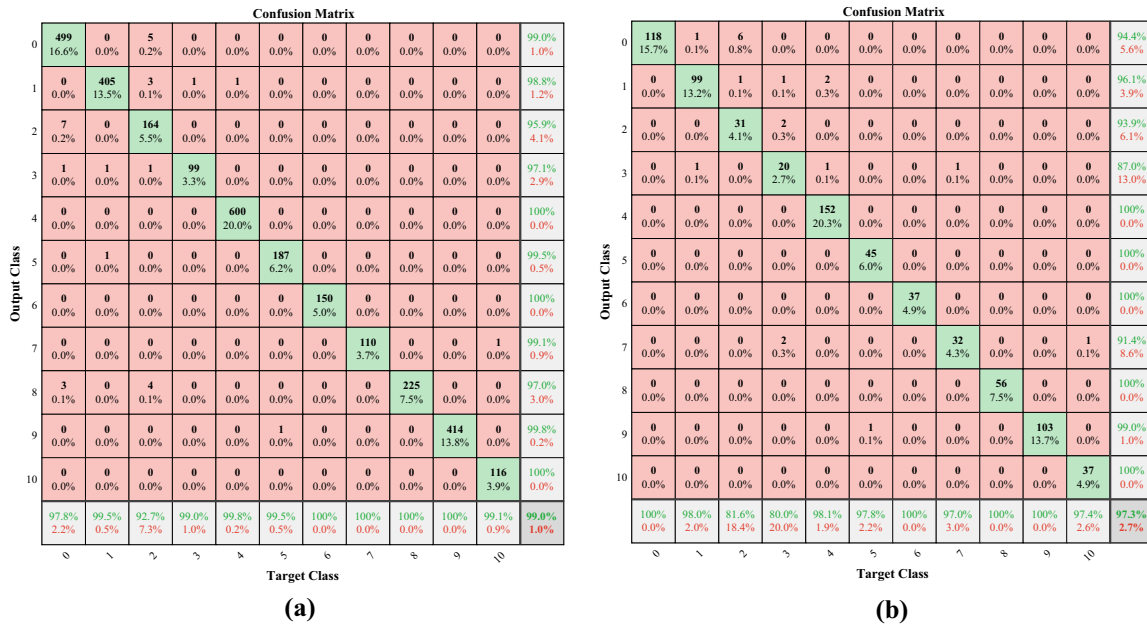 Confusion Matrix
0 499 0 5 0 0 0 0 0 0 0 0 99.0%
16.6% 0.0% 0.2% 0.0% 0.0% 0.0% 0.0% 0.0% 0.0% 0.0% 0.0% 1.0%
1 0 405 3 1 1 0 0 0 0 0 0 98.8%
0.0% 13.5% 0.1% 0.0% 0.0% 0.0% 0.0% 0.0% 0.0% 0.0% 0.0% 1.2%
2 7 0 164 0 0 0 0 0 0 0 0 95.9%
0.2% 0.0% 5.5% 0.0% 0.0% 0.0% 0.0% 0.0% 0.0% 0.0% 0.0% 4.1%
3 1 1 1 99 0 0 0 0 0 0 0 97.1%
0.0% 0.0% 0.0% 3.3% 0.0% 0.0% 0.0% 0.0% 0.0% 0.0% 0.0% 2.9%
4 0 0 0 0 600 0 0 0 0 0 0 100%
0.0% 0.0% 0.0% 0.0% 20.0% 0.0% 0.0% 0.0% 0.0% 0.0% 0.0% 0.0%
5 0 1 0 0 0 187 0 0 0 0 0 99.5%
0.0% 0.0% 0.0% 0.0% 0.0% 6.2% 0.0% 0.0% 0.0% 0.0% 0.0% 0.5%
6 0 0 0 0 0 0 150 0 0 0 0 100%
0.0% 0.0% 0.0% 0.0% 0.0% 0.0% 5.0% 0.0% 0.0% 0.0% 0.0% 0.0%
7 0 0 0 0 0 0 0 110 0 0 1 99.1%
0.0% 0.0% 0.0% 0.0% 0.0% 0.0% 0.0% 3.7% 0.0% 0.0% 0.0% 0.9%
8 3 0 4 0 0 0 0 0 225 0 0 97.0%
0.1% 0.0% 0.1% 0.0% 0.0% 0.0% 0.0% 0.0% 7.5% 0.0% 0.0% 3.0%
9 0 0 0 0 0 1 0 0 0 414 0 99.8%
0.0% 0.0% 0.0% 0.0% 0.0% 0.0% 0.0% 0.0% 0.0% 13.8% 0.0% 0.2%
10 0 0 0 0 0 0 0 0 0 0 116 100%
0.0% 0.0% 0.0% 0.0% 0.0% 0.0% 0.0% 0.0% 0.0% 0.0% 3.9% 0.0%
97.8% 99.5% 92.7% 99.0% 99.8% 99.5% 100% 100% 100% 100% 99.1% 99.0%
2.2% 0.5% 7.3% 1.0% 0.2% 0.5% 0.0% 0.0% 0.0% 0.0% 0.9% 1.0%
0 1 2 3 4 5 6 7 8 9 10
Output Class
Target Class
(a)
Confusion Matrix
0 118 1 6 0 0 0 0 0 0 0 0 94.4%
15.7% 0.1% 0.8% 0.0% 0.0% 0.0% 0.0% 0.0% 0.0% 0.0% 0.0% 5.6%
1 0 99 1 1 2 0 0 0 0 0 0 96.1%
0.0% 13.2% 0.1% 0.1% 0.3% 0.0% 0.0% 0.0% 0.0% 0.0% 0.0% 3.9%
2 0 0 31 2 0 0 0 0 0 0 0 93.9%
0.0% 0.0% 4.1% 0.3% 0.0% 0.0% 0.0% 0.0% 0.0% 0.0% 0.0% 6.1%
3 0 1 0 20 1 0 0 1 0 0 0 87.0%
0.0% 0.1% 0.0% 2.7% 0.1% 0.0% 0.0% 0.1% 0.0% 0.0% 0.0% 13.0%
4 0 0 0 0 152 0 0 0 0 0 0 100%
0.0% 0.0% 0.0% 0.0% 20.3% 0.0% 0.0% 0.0% 0.0% 0.0% 0.0% 0.0%
5 0 0 0 0 0 45 0 0 0 0 0 100%
0.0% 0.0% 0.0% 0.0% 0.0% 6.0% 0.0% 0.0% 0.0% 0.0% 0.0% 0.0%
6 0 0 0 0 0 0 37 0 0 0 0 100%
0.0% 0.0% 0.0% 0.0% 0.0% 0.0% 4.9% 0.0% 0.0% 0.0% 0.0% 0.0%
7 0 0 0 2 0 0 0 32 0 0 1 91.4%
0.0% 0.0% 0.0% 0.3% 0.0% 0.0% 0.0% 4.3% 0.0% 0.0% 0.1% 8.6%
8 0 0 0 0 0 0 0 0 56 0 0 100%
0.0% 0.0% 0.0% 0.0% 0.0% 0.0% 0.0% 0.0% 7.5% 0.0% 0.0% 0.0%
9 0 0 0 0 0 1 0 0 0 103 0 99.0%
0.0% 0.0% 0.0% 0.0% 0.0% 0.1% 0.0% 0.0% 0.0% 13.7% 0.0% 1.0%
10 0 0 0 0 0 0 0 0 0 0 37 100%
0.0% 0.0% 0.0% 0.0% 0.0% 0.0% 0.0% 0.0% 0.0% 0.0% 4.9% 0.0%
100% 98.0% 81.6% 80.0% 98.1% 97.8% 100% 97.0% 100% 100% 97.4% 97.3%
0.0% 2.0% 18.4% 20.0% 1.9% 2.2% 0.0% 3.0% 0.0% 0.0% 2.6% 2.7%
0 1 2 3 4 5 6 7 8 9 10
Output Class
Target Class
(b)